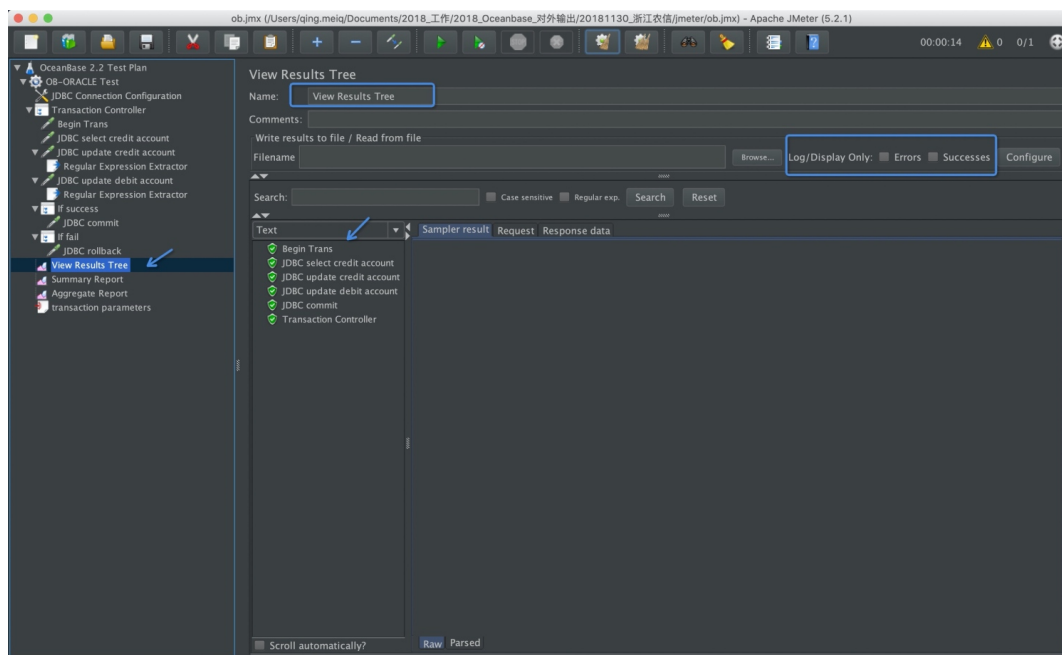 ob.jmx (/Users/qing.meiq/Documents/2018_工作/2018_Oceanbase_对外输出/20181130_浙江农信/jmeter/ob.jmx) - Apache JMeter (5.2.1)
00:00:14 0 0/1
OceanBase 2.2 Test Plan
OB-ORACLE Test
JDBC Connection Configuration
Transaction Controller
Begin Trans
JDBC select credit account
JDBC update credit account
Regular Expression Extractor
JDBC update debit account
Regular Expression Extractor
If success
JDBC commit
If fail
JDBC rollback
View Results Tree
Summary Report
Aggregate Report
transaction parameters
View Results Tree
Name: View Results Tree
Comments:
Write results to file / Read from file
Filename Browse... Log/Display Only: Errors Successes Configure
Search: Case sensitive Regular exp. Search Reset
Text Sampler result Request Response data
Begin Trans
JDBC select credit account
JDBC update credit account
JDBC update debit account
JDBC commit
Transaction Controller
Scroll automatically? Raw Parsed